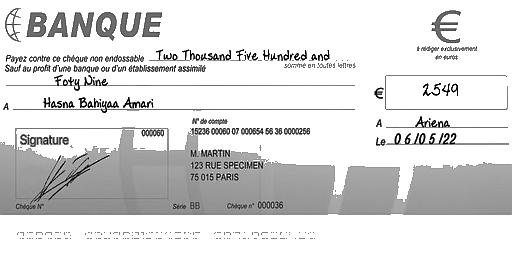 BANQUE
€
à rédiger exclusivement
en euros
Payez contre ce chèque non endossable Two Thousand Five Hundred and
Sauf au profit d'une banque ou d'un établissement assimilé
somme en toutes lettres
Foty Nine
€ 2549
A Hasna Bahiyaa Amari
A Ariena
Le 06/05/22
Signature
000060
N° de compte
15236 00060 07 000654 56 36 0000256
M. MARTIN
123 RUE SPECIMEN
75 015 PARIS
Chèque N°
Série BB
Chèque n° 000036